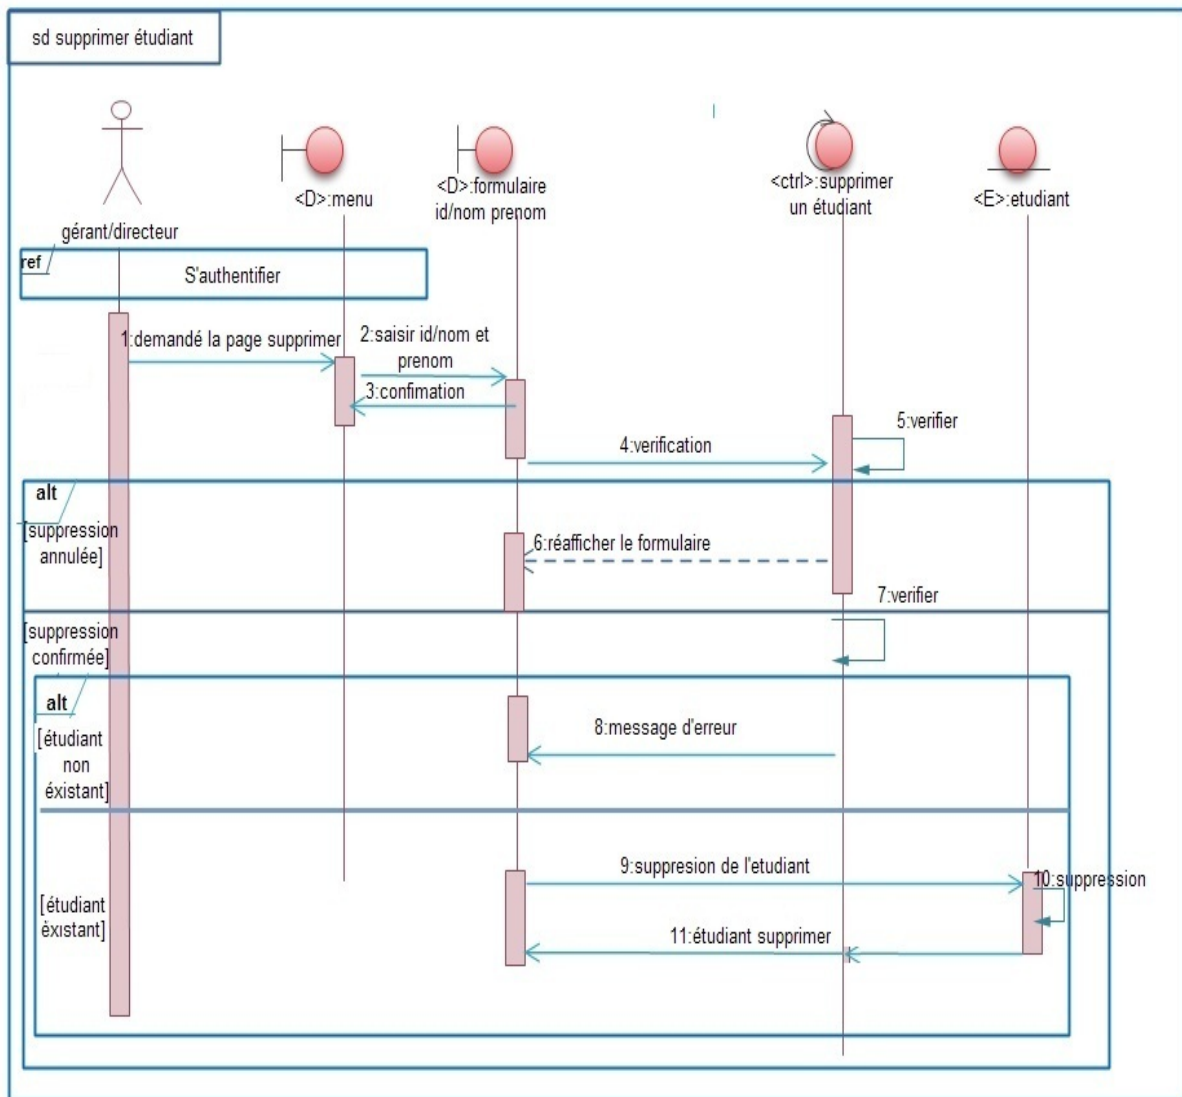 sd supprimer étudiant
gérant/directeur
<D>:menu
<D>:formulaire
id/nom prenom
<ctrl>:supprimer
un étudiant
<E>:etudiant
ref
S'authentifier
1:demandé la page supprimer
2:saisir id/nom et
prenom
3:confimation
4:verification
5:verifier
alt
[suppression
annulée]
6:réafficher le formulaire
7:verifier
[suppression
confirmée]
alt
[étudiant
non
éxistant]
8:message d'erreur
9:suppresion de l'etudiant
10:suppression
[étudiant
éxistant]
11:étudiant supprimer